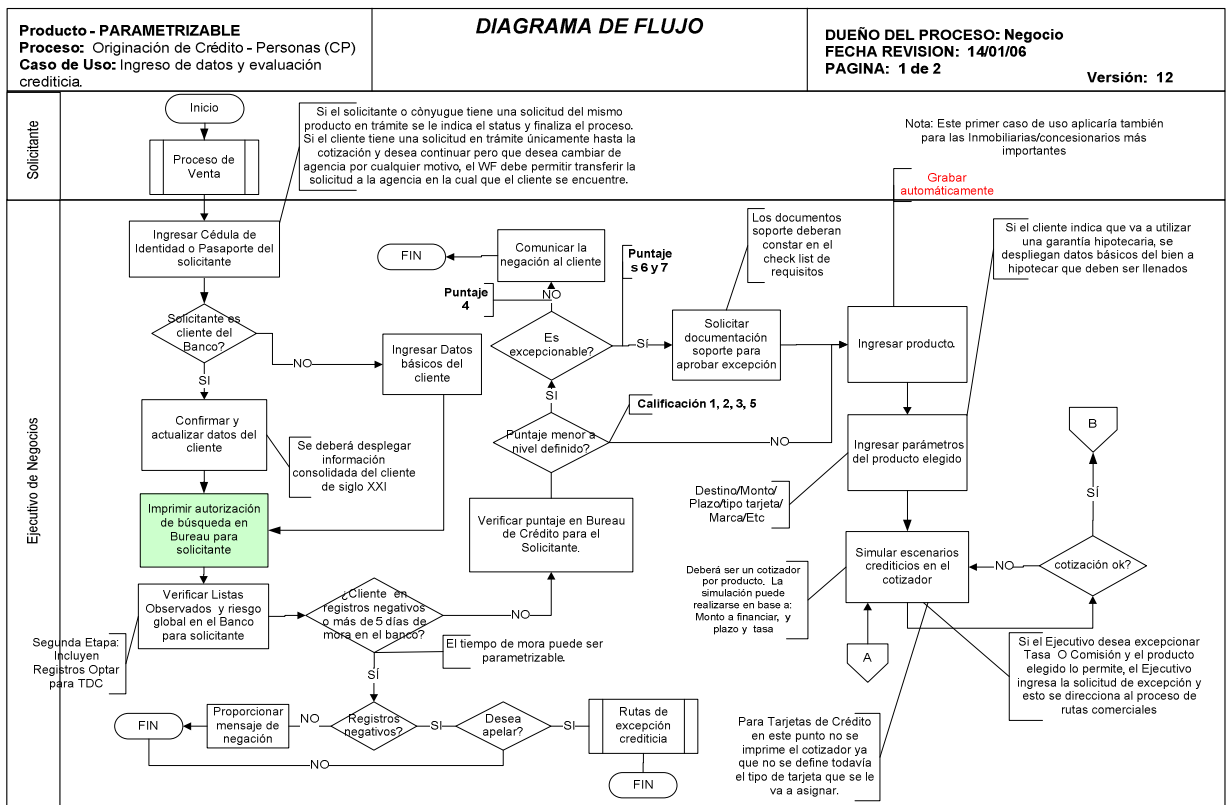 Producto - PARAMETRIZABLE
Proceso: Originación de Crédito - Personas (CP)
Caso de Uso: Ingreso de datos y evaluación
crediticia.
DIAGRAMA DE FLUJO
DUEÑO DEL PROCESO: Negocio
FECHA REVISION: 14/01/06
PAGINA: 1 de 2
Versión: 12
Solicitante
Inicio
Proceso de
Venta
Si el solicitante o cònyugue tiene una solicitud del mismo
producto en trámite se le indica el status y finaliza el proceso.
Si el cliente tiene una solicitud en trámite únicamente hasta la
cotización y desea continuar pero que desea cambiar de
agencia por cualquier motivo, el WF debe permitir transferir la
solicitud a la agencia en la cual que el cliente se encuentre.
Nota: Este primer caso de uso aplicaría también
para las Inmobiliarias/concesionarios más
importantes
Grabar
automáticamente
Ejecutivo de Negocios
Ingresar Cédula de
Identidad o Pasaporte del
solicitante
Solicitante es
cliente del
Banco?
NO
SI
Ingresar Datos
básicos del
cliente
Confirmar y
actualizar datos del
cliente
Se deberá desplegar
información
consolidada del cliente
de siglo XXI
Imprimir autorización
de búsqueda en
Bureau para
solicitante
Verificar Listas
Observados y riesgo
global en el Banco
para solicitante
Segunda Etapa:
Incluyen
Registros Optar
para TDC
¿Cliente en
registros negativos
o más de 5 días de
mora en el banco?
NO
El tiempo de mora puede ser
parametrizable.
SÍ
Registros
negativos?
NO
Proporcionar
mensaje de
negación
FIN
SI
Desea
apelar?
NO
SI
Rutas de
excepción
crediticia
FIN
Verificar puntaje en Bureau
de Crédito para el
Solicitante.
Puntaje menor a
nivel definido?
Calificación 1, 2, 3, 5
NO
SI
Es
excepcionable?
NO
Puntaje
4
Comunicar la
negación al cliente
FIN
Puntaje
s 6 y 7
SÍ
Los documentos
soporte deberan
constar en el
check list de
requisitos
Solicitar
documentación
soporte para
aprobar excepción
Ingresar producto.
Si el cliente indica que va a utilizar
una garantía hipotecaria, se
despliegan datos básicos del bien a
hipotecar que deben ser llenados
Ingresar parámetros
del producto elegido
Destino/Monto/
Plazo/tipo tarjeta/
Marca/Etc
Simular escenarios
crediticios en el
cotizador
Deberá ser un cotizador
por producto. La
simulación puede
realizarse en base a:
Monto a financiar, y
plazo y tasa
A
NO
cotización ok?
SÍ
B
Si el Ejecutivo desea excepcionar
Tasa O Comisión y el producto
elegido lo permite, el Ejecutivo
ingresa la solicitud de excepción y
esto se direcciona al proceso de
rutas comerciales
Para Tarjetas de Crédito
en este punto no se
imprime el cotizador ya
que no se define todavía
el tipo de tarjeta que se le
va a asignar.